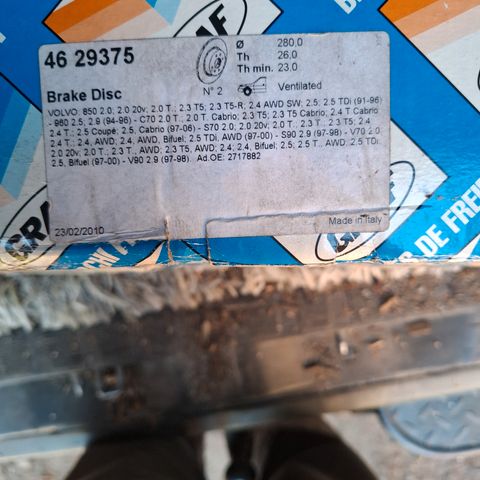 GRAF
46 29375
Ø 280,0
Th 26,0
Th min. 23.0
Brake Disc
N° 2
Ventilated
VOLVO: 850 2.0; 2.0 20v; 2.0 T.; 2.3 T5; 2.3 T5-R; 2.4 AWD SW; 2.5; 2.5 TDi (91-96)
- 960 2.5; 2.9 (94-96) - C70 2.0 T.; 2.0 T. Cabrio; 2.3 T5; 2.3 T5 Cabrio; 2.4 T Cabrio
2.4 T.; 2.5 Coupé; 2.5, Cabrio (97-06) - S70 2.0; 2.0 20v; 2.0 T.; 2.3 T.; 2.3 T5; 2.4
2.4 T.; 2.4, AWD; 2.4, AWD, Bifuel; 2.5 TDi, AWD (97-00) - S90 2.9 (97-98) - V70 2.0;
2.0 20v; 2.0 T.; 2.3 T., AWD; 2.3 T5, AWD; 2.4; 2.4, Bifuel; 2.5; 2.5 T., AWD; 2.5 TDi
2.5, Bifuel (97-00) - V90 2.9 (97-98). Ad.OE: 2717882
23/02/2010
Made in Italy
GRAF
DE FREI